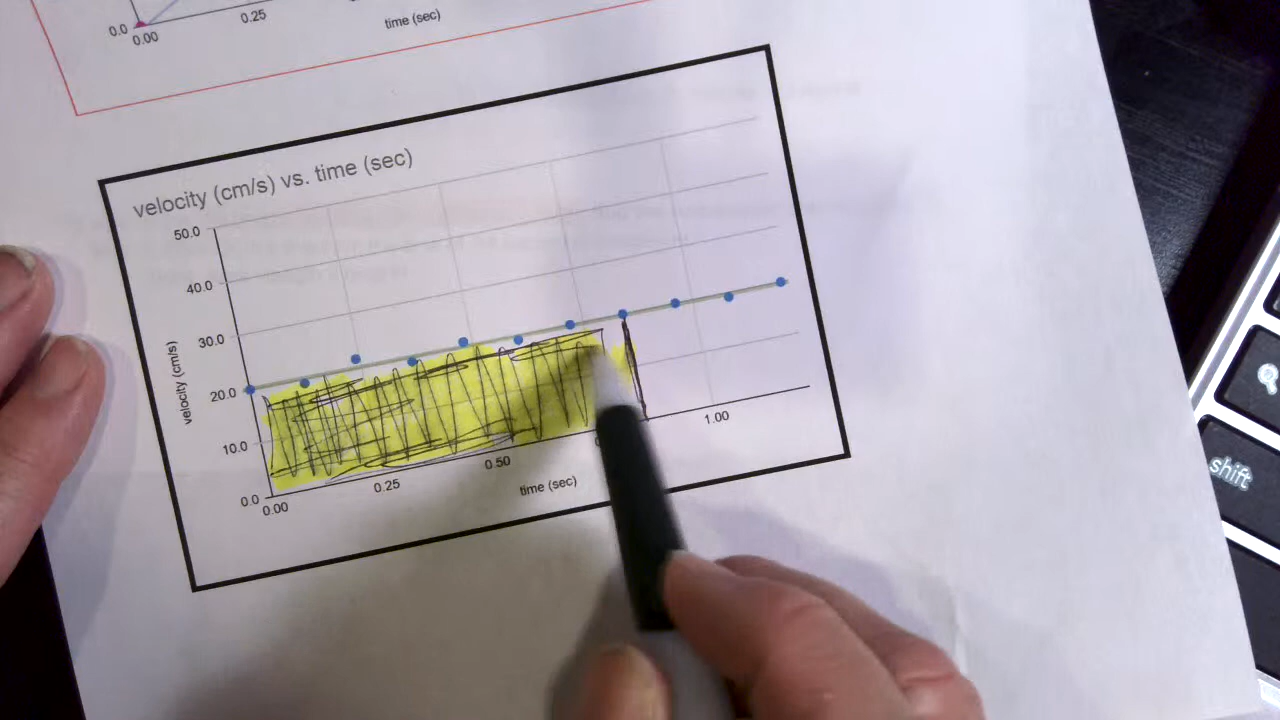 0.0
0.00
0.25
time (sec)
velocity (cm/s) vs. time (sec)
50.0
40.0
30.0
20.0
10.0
0.0
velocity (cm/s)
0.00
0.25
0.50
1.00
time (sec)
shift